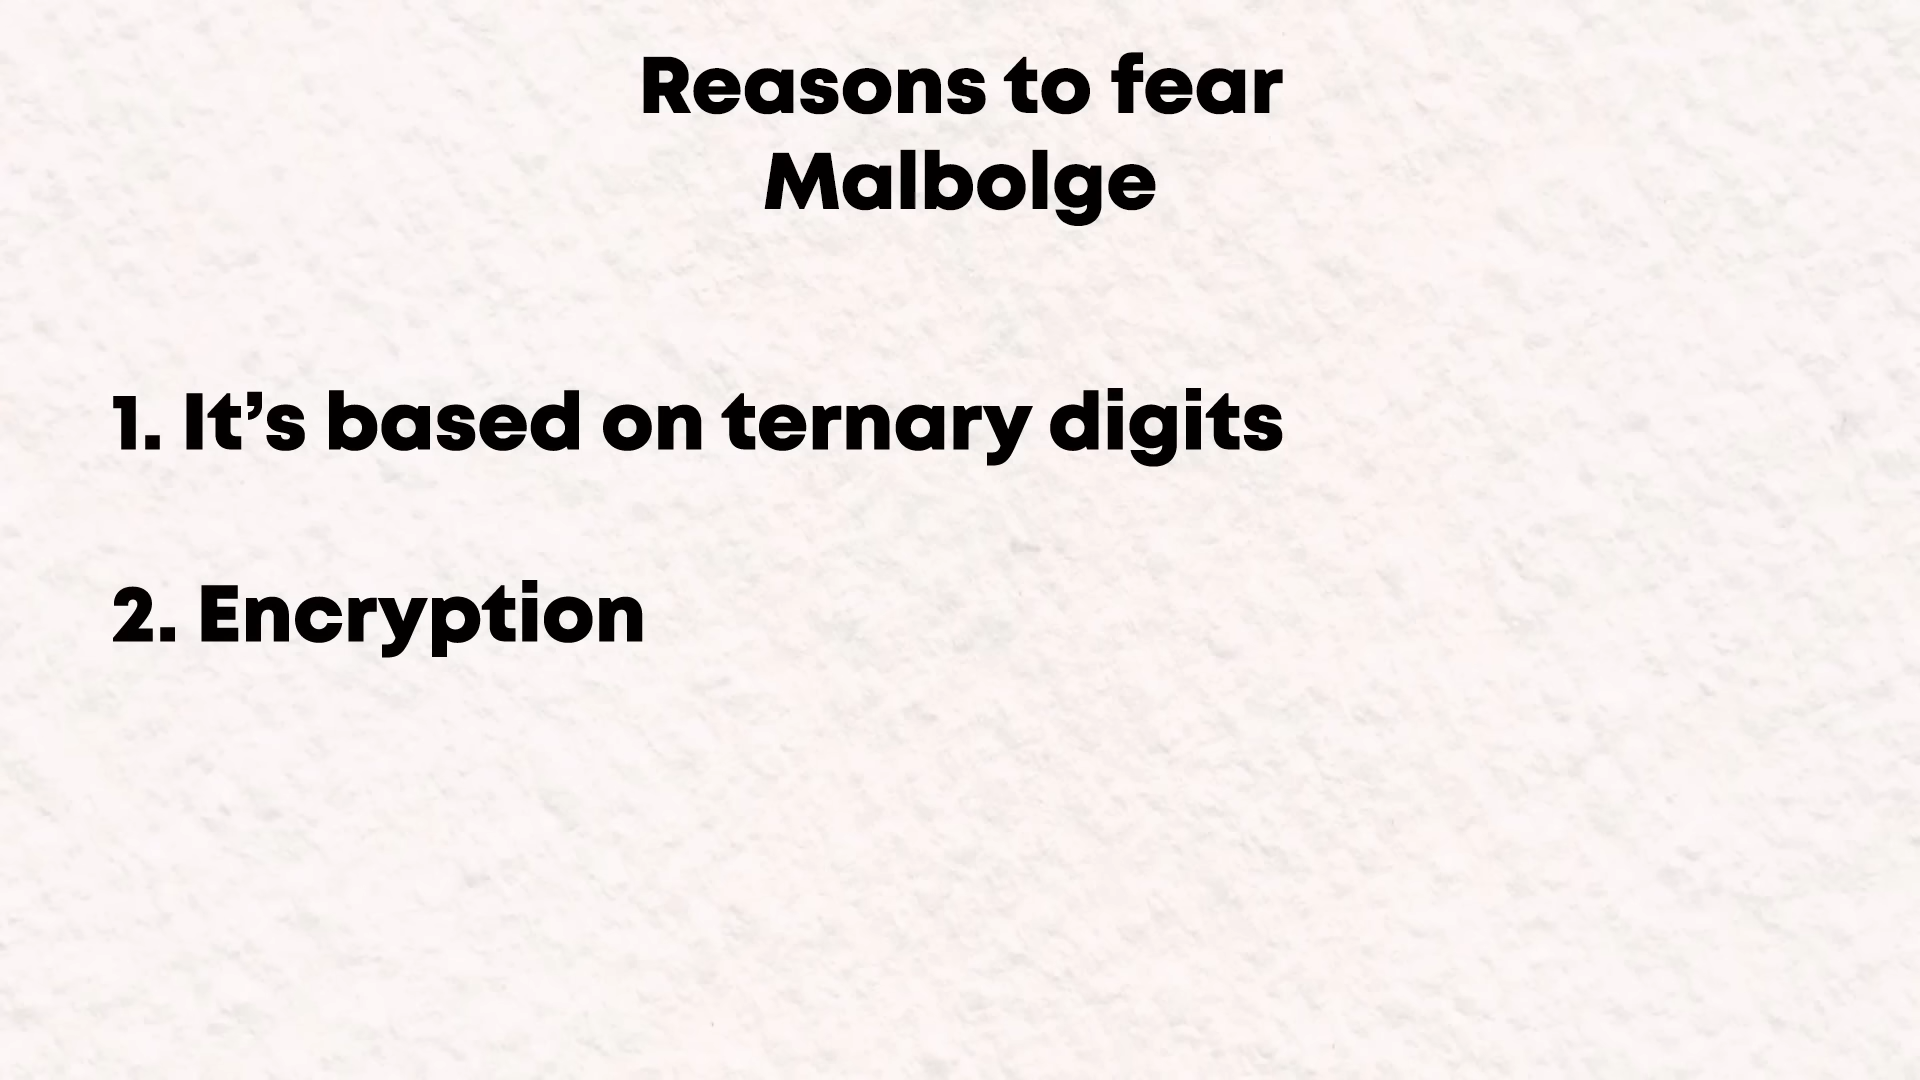 Reasons to fear
Malbolge
1. It’s based on ternary digits
2. Encryption